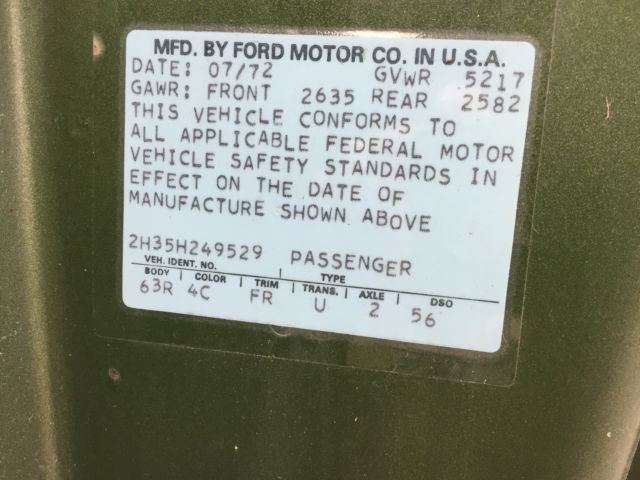 MFD. BY FORD MOTOR CO. IN U.S.A.
DATE: 07/72 GVWR 5217
GAWR: FRONT 2635 REAR 2582
THIS VEHICLE CONFORMS TO
ALL APPLICABLE FEDERAL MOTOR
VEHICLE SAFETY STANDARDS IN
EFFECT ON THE DATE OF
MANUFACTURE SHOWN ABOVE
2H35H249529 PASSENGER
VEH. IDENT. NO. TYPE
BODY | COLOR | TRIM | TRANS. | AXLE | DSO
63R 4C FR U 2 56